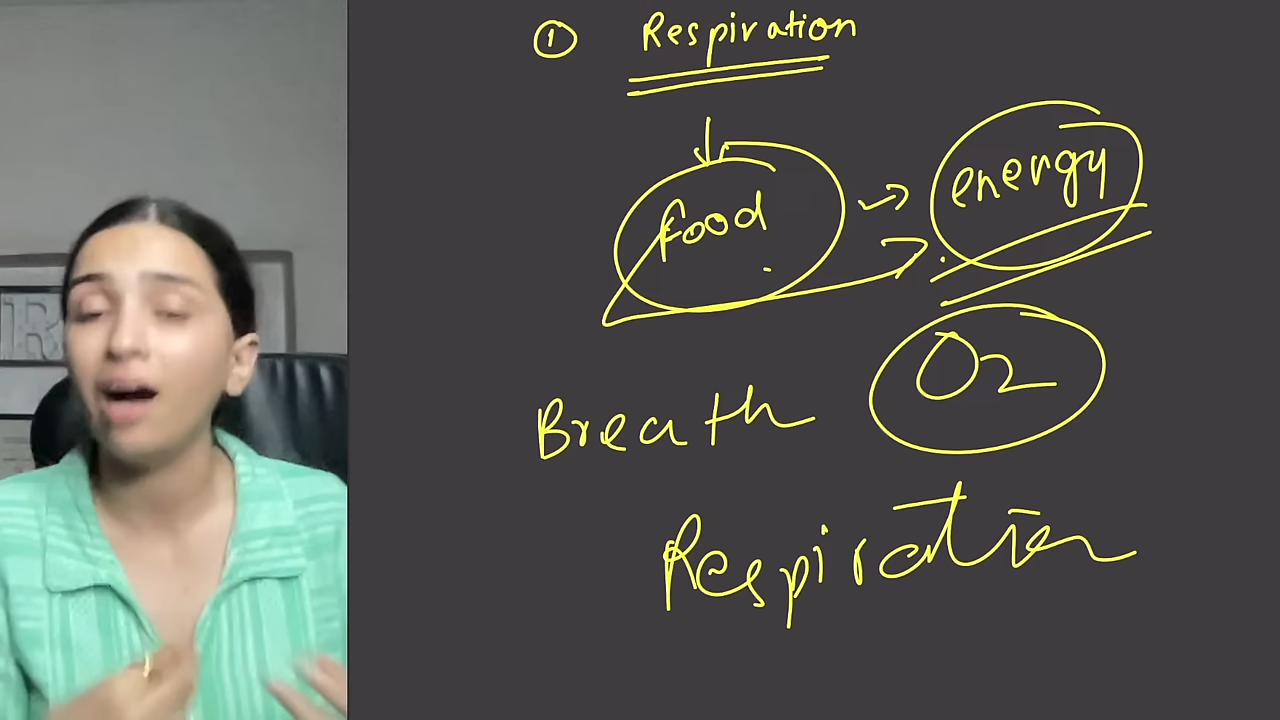 ① Respiration
food → energy
Breath O2
Respiration